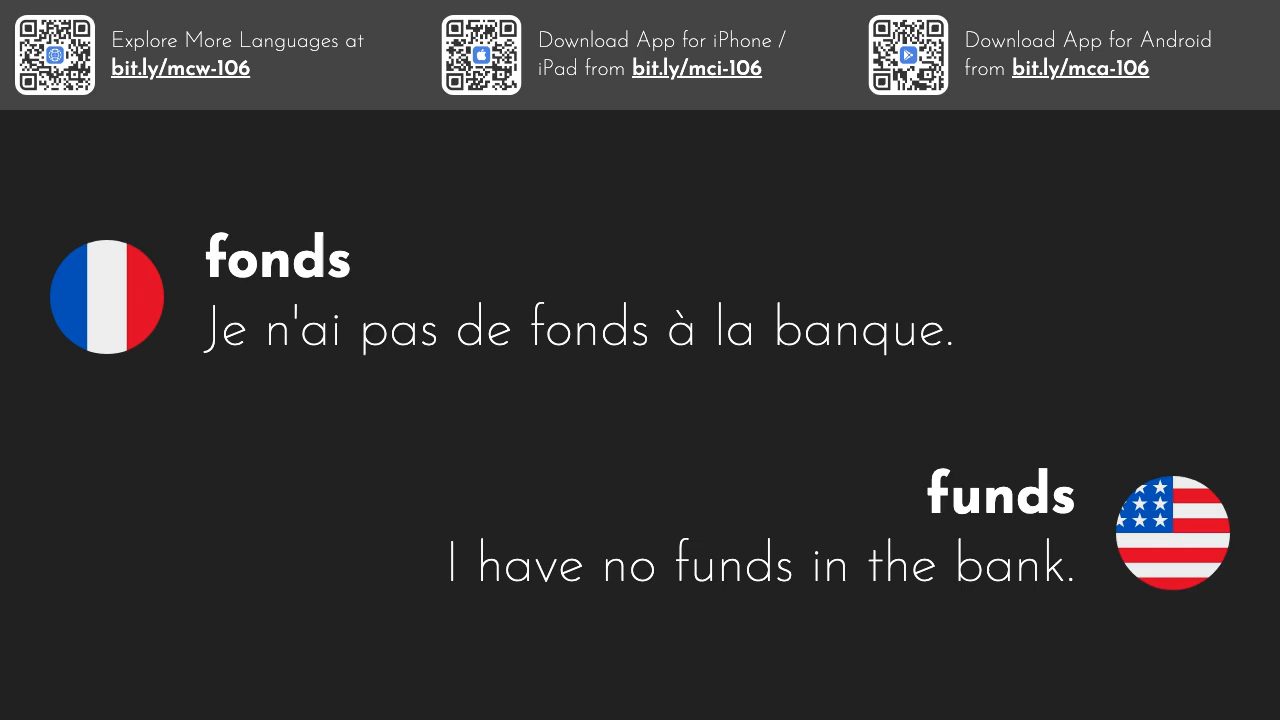 Explore More Languages at
bit.ly/mcw-106
Download App for iPhone /
iPad from bit.ly/mci-106
Download App for Android
from bit.ly/mca-106
fonds
Je n'ai pas de fonds à la banque.
funds
I have no funds in the bank.